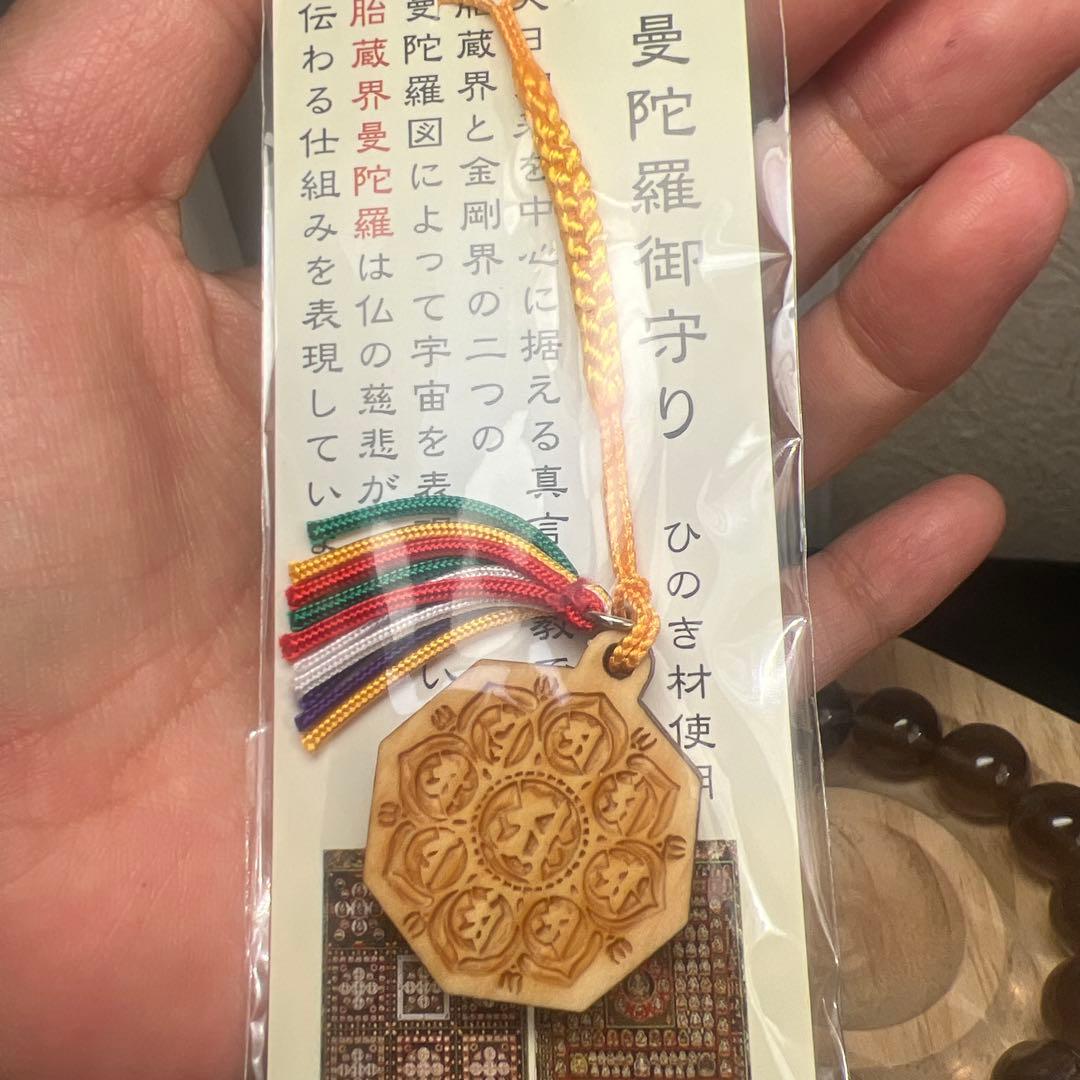 曼陀羅御守り
ひのき材使用
を中心に据える真言
蔵界と金剛界の二つの
曼陀羅図によって宇宙を表
胎蔵界曼陀羅は仏の慈悲が
伝わる仕組みを表現してい